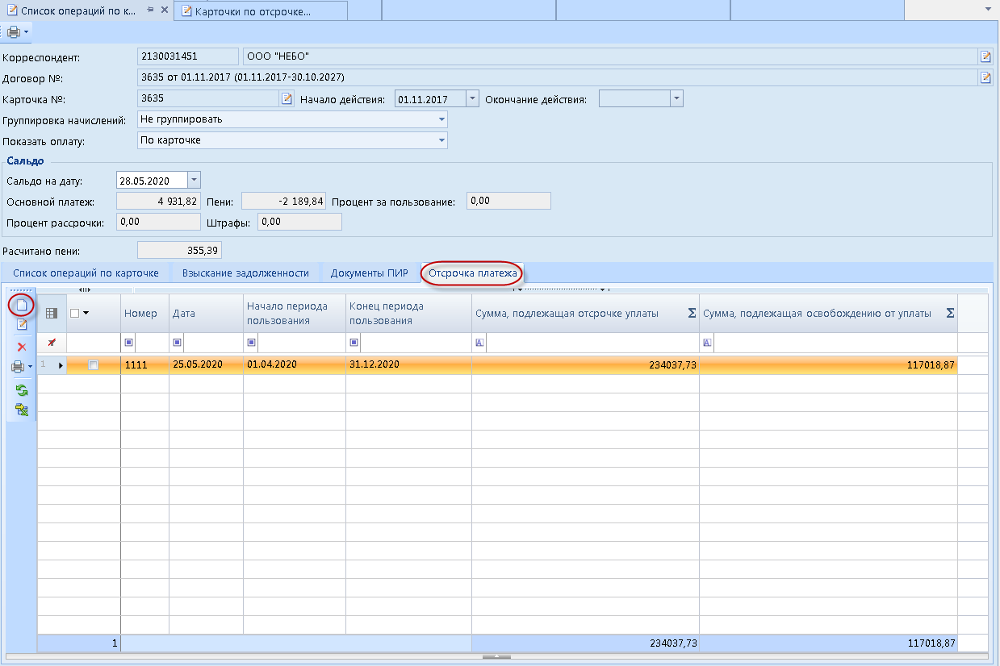 Список операций по к...
Карточки по отсрочке...
Корреспондент: 2130031451 ООО "НЕБО"
Договор №: 3635 от 01.11.2017 (01.11.2017-30.10.2027)
Карточка №: 3635 Начало действия: 01.11.2017 Окончание действия:
Группировка начислений: Не группировать
Показать оплату: По карточке
Сальдо
Сальдо на дату: 28.05.2020
Основной платеж: 4 931,82 Пени: -2 189,84 Процент за пользование: 0,00
Процент рассрочки: 0,00 Штрафы: 0,00
Расчитано пени: 355,39
Список операций по карточке Взыскание задолженности Документы ПИР Отсрочка платежа
Номер Дата Начало периода пользования Конец периода пользования Сумма, подлежащая отсрочке уплаты Σ Сумма, подлежащая освобождению от уплаты Σ
A A
1 1111 25.05.2020 01.04.2020 31.12.2020 234037,73 117018,87
1 234037,73 117018,87